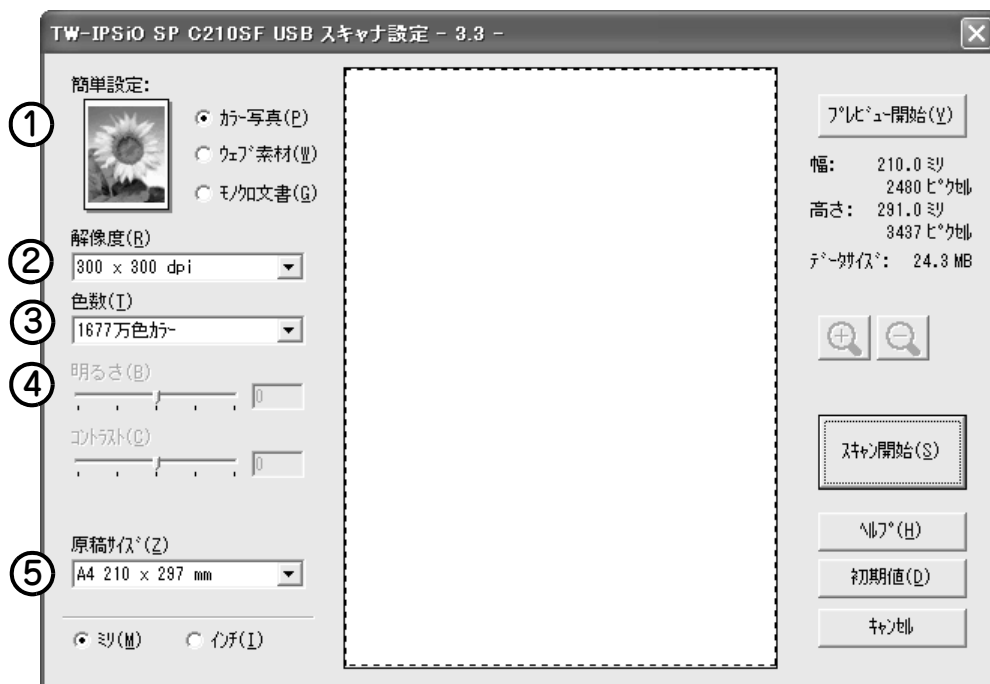 TW-IPSiO SP C210SF USB スキャナ設定 - 3.3 -
簡単設定:
①
カラー写真(P)
ウェブ素材(W)
モノクロ文書(G)
②
解像度(R)
300 x 300 dpi
③
色数(T)
1677万色カラー
④
明るさ(B)
0
コントラスト(C)
0
⑤
原稿サイズ(Z)
A4 210 x 297 mm
ミリ(M)
インチ(I)
プレビュー開始(V)
幅: 210.0 ミリ
2480 ピクセル
高さ: 291.0 ミリ
3437 ピクセル
データサイズ: 24.3 MB
スキャン開始(S)
ヘルプ(H)
初期値(D)
キャンセル